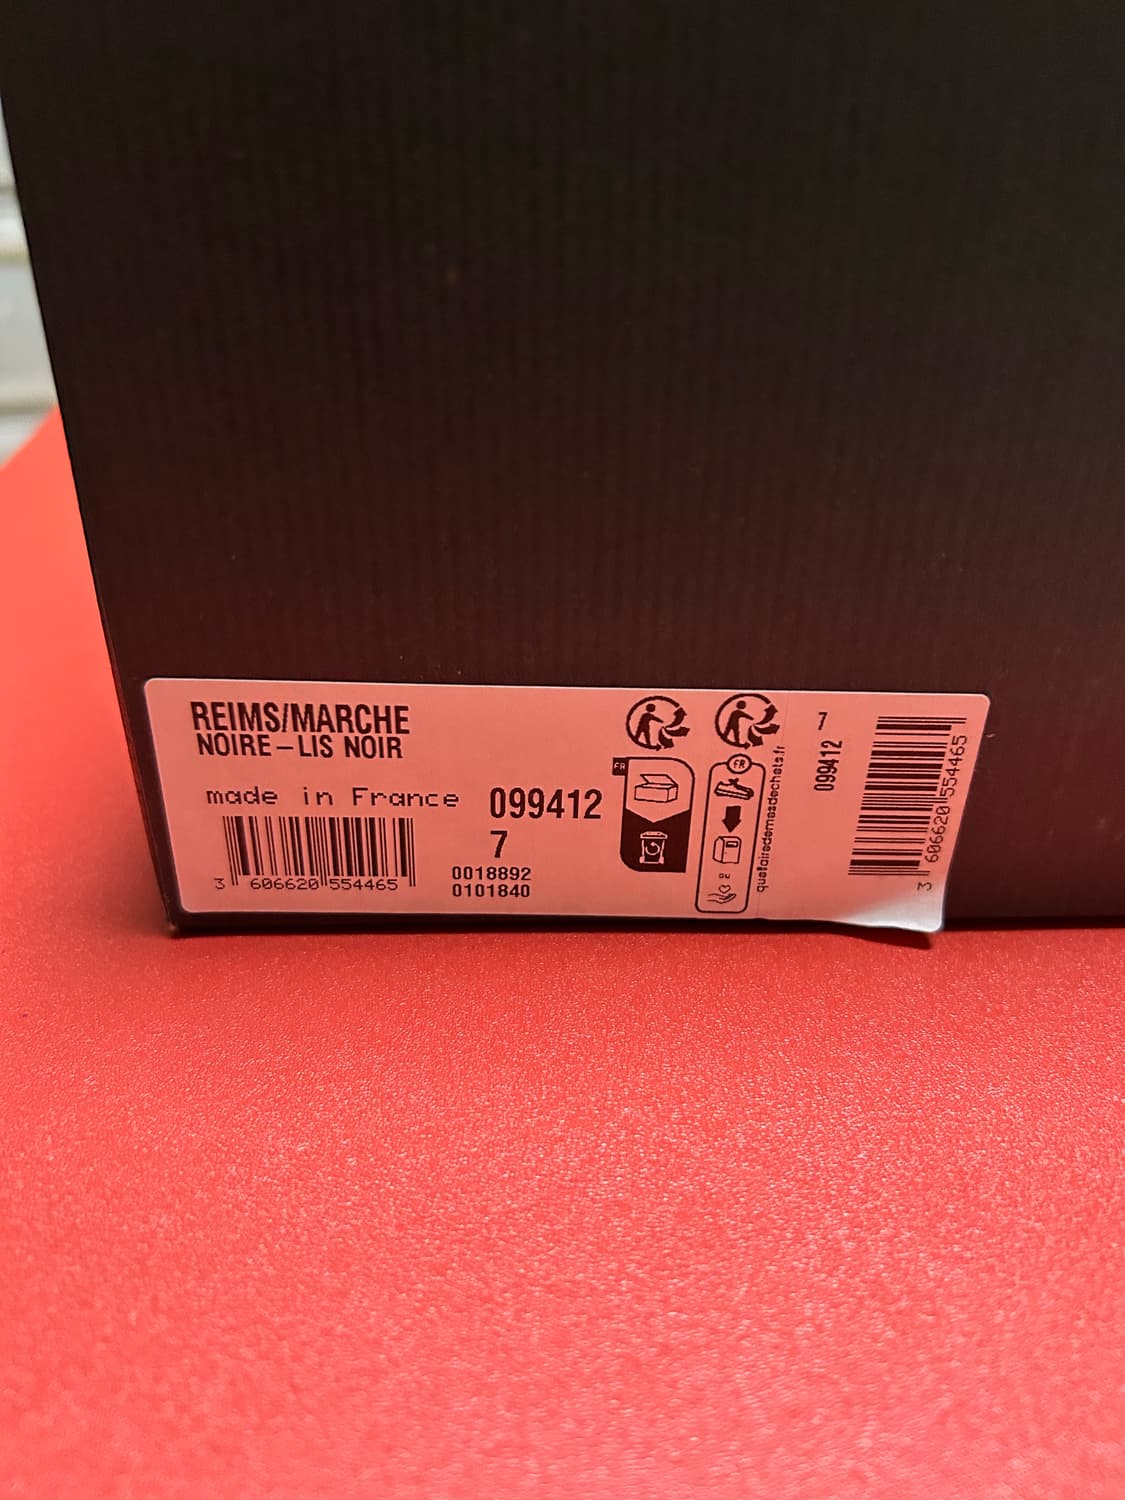 REIMS/MARCHE
NOIRE-LIS NOIR
made in France
099412
7
0018892
0101840
3 606620 554465
FR
FR
OU
quefairedemesdechets.fr
7
099412
3 606620 554465